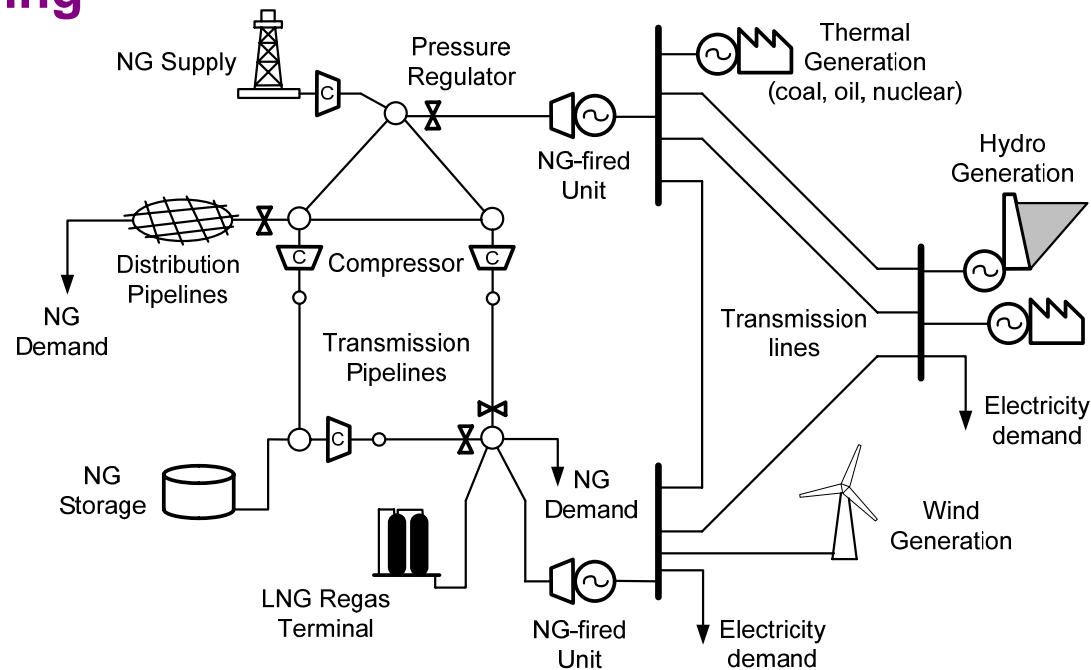 NG Supply
C
Pressure
Regulator
NG-fired
Unit
Thermal
Generation
(coal, oil, nuclear)
Hydro
Generation
Distribution
Pipelines
C
Compressor
C
NG
Demand
Transmission
Pipelines
Transmission
lines
Electricity
demand
C
NG
Storage
NG
Demand
Wind
Generation
LNG Regas
Terminal
NG-fired
Unit
Electricity
demand